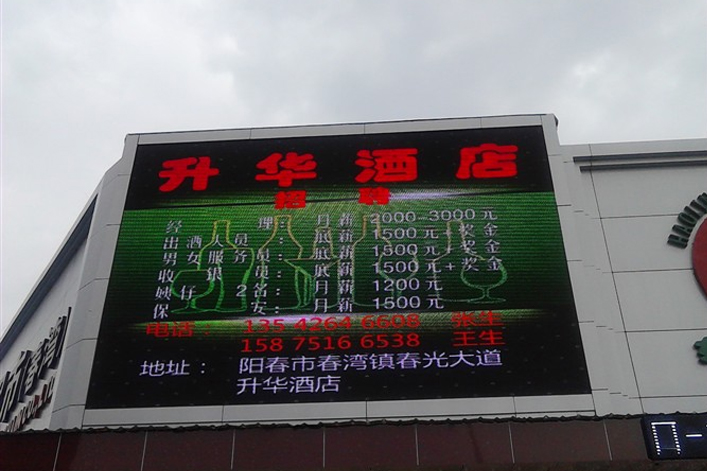 升华酒店
招聘
经理：月薪2000-3000元
出酒人员：底薪1500元+奖金
男女服务员：底薪1500元+奖金
收银员：底薪1500元+奖金
姨仔2名：月薪1200元
保安：月薪1500元
电话：135 4264 6608 张生
158 7516 6538 王生
地址：阳春市春湾镇春光大道
升华酒店